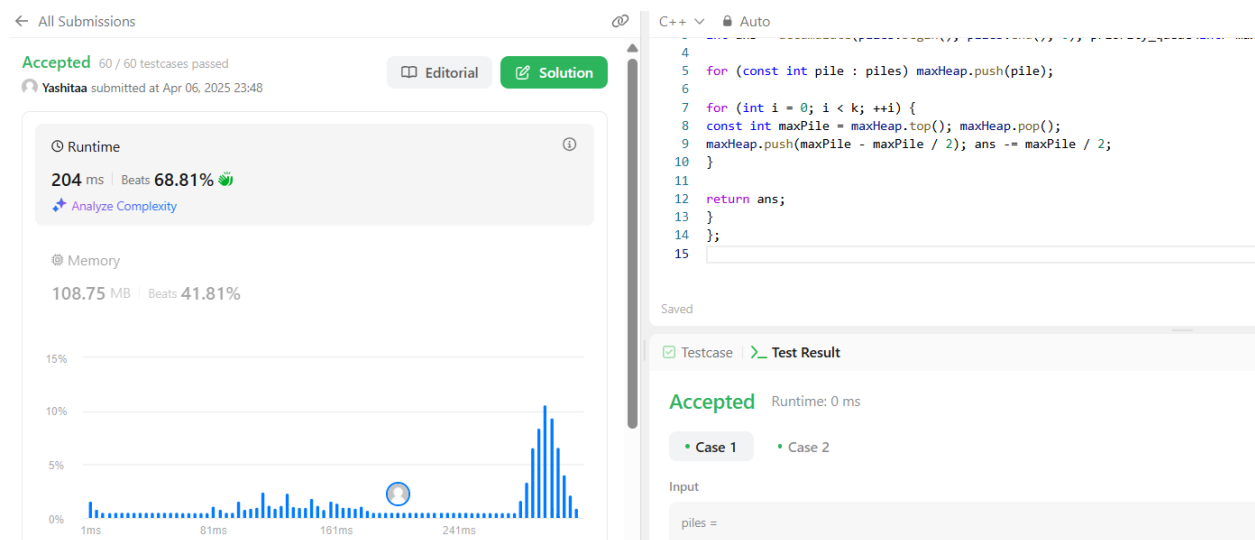 All Submissions
Accepted 60 / 60 testcases passed
Yashitaa submitted at Apr 06, 2025 23:48
Editorial
Solution
Runtime
204 ms Beats 68.81%
Analyze Complexity
Memory
108.75 MB Beats 41.81%
15%
10%
5%
0%
1ms 81ms 161ms 241ms
C++ Auto
4
5 for (const int pile : piles) maxHeap.push(pile);
6
7 for (int i = 0; i < k; ++i) {
8 const int maxPile = maxHeap.top(); maxHeap.pop();
9 maxHeap.push(maxPile - maxPile / 2); ans -= maxPile / 2;
10 }
11
12 return ans;
13 }
14 };
15
Saved
Testcase Test Result
Accepted Runtime: 0 ms
Case 1 Case 2
Input
piles =